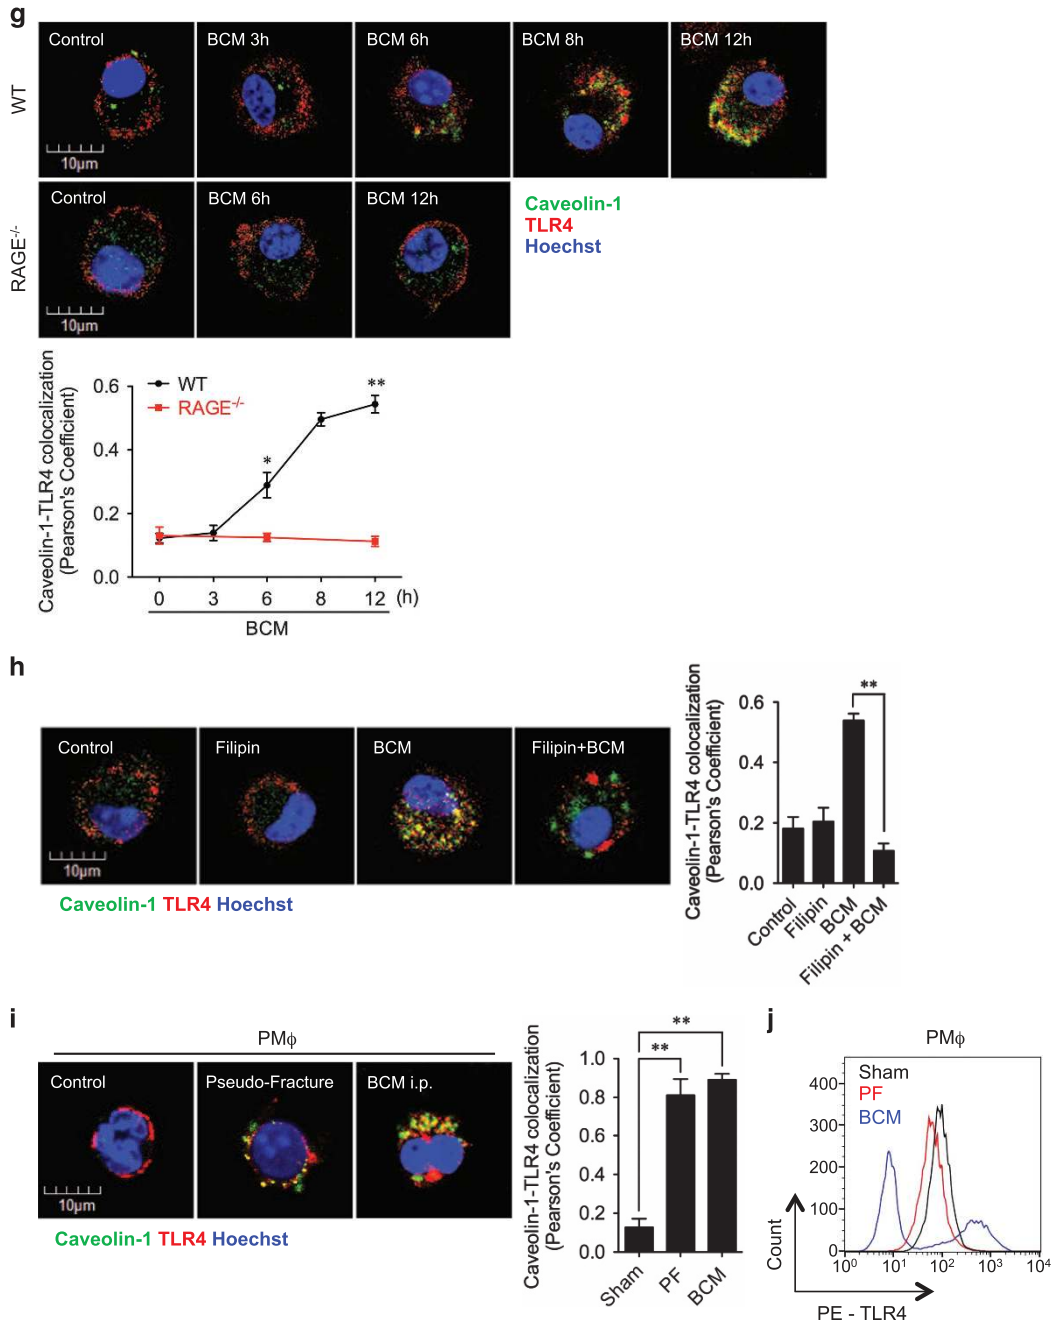 g
Control
BCM 3h
BCM 6h
BCM 8h
BCM 12h
WT
10µm
Control
BCM 6h
BCM 12h
RAGE-/-
10µm
Caveolin-1
TLR4
Hoechst
Caveolin-1-TLR4 colocalization
(Pearson's Coefficient)
WT
RAGE-/-
0.6
0.4
0.2
0.0
*
**
0 3 6 8 12 (h)
BCM
h
Control
Filipin
BCM
Filipin+BCM
10µm
Caveolin-1 TLR4 Hoechst
Caveolin-1-TLR4 colocalization
(Pearson's Coefficient)
0.6
0.4
0.2
0.0
**
Control
Filipin
BCM
Filipin + BCM
i
PMϕ
Control
Pseudo-Fracture
BCM i.p.
10µm
Caveolin-1 TLR4 Hoechst
Caveolin-1-TLR4 colocalization
(Pearson's Coefficient)
1.0
0.8
0.6
0.4
0.2
0.0
**
**
Sham
PF
BCM
j
PMϕ
Sham
PF
BCM
400
300
200
100
0
10⁰ 10¹ 10² 10³ 10⁴
Count
PE - TLR4